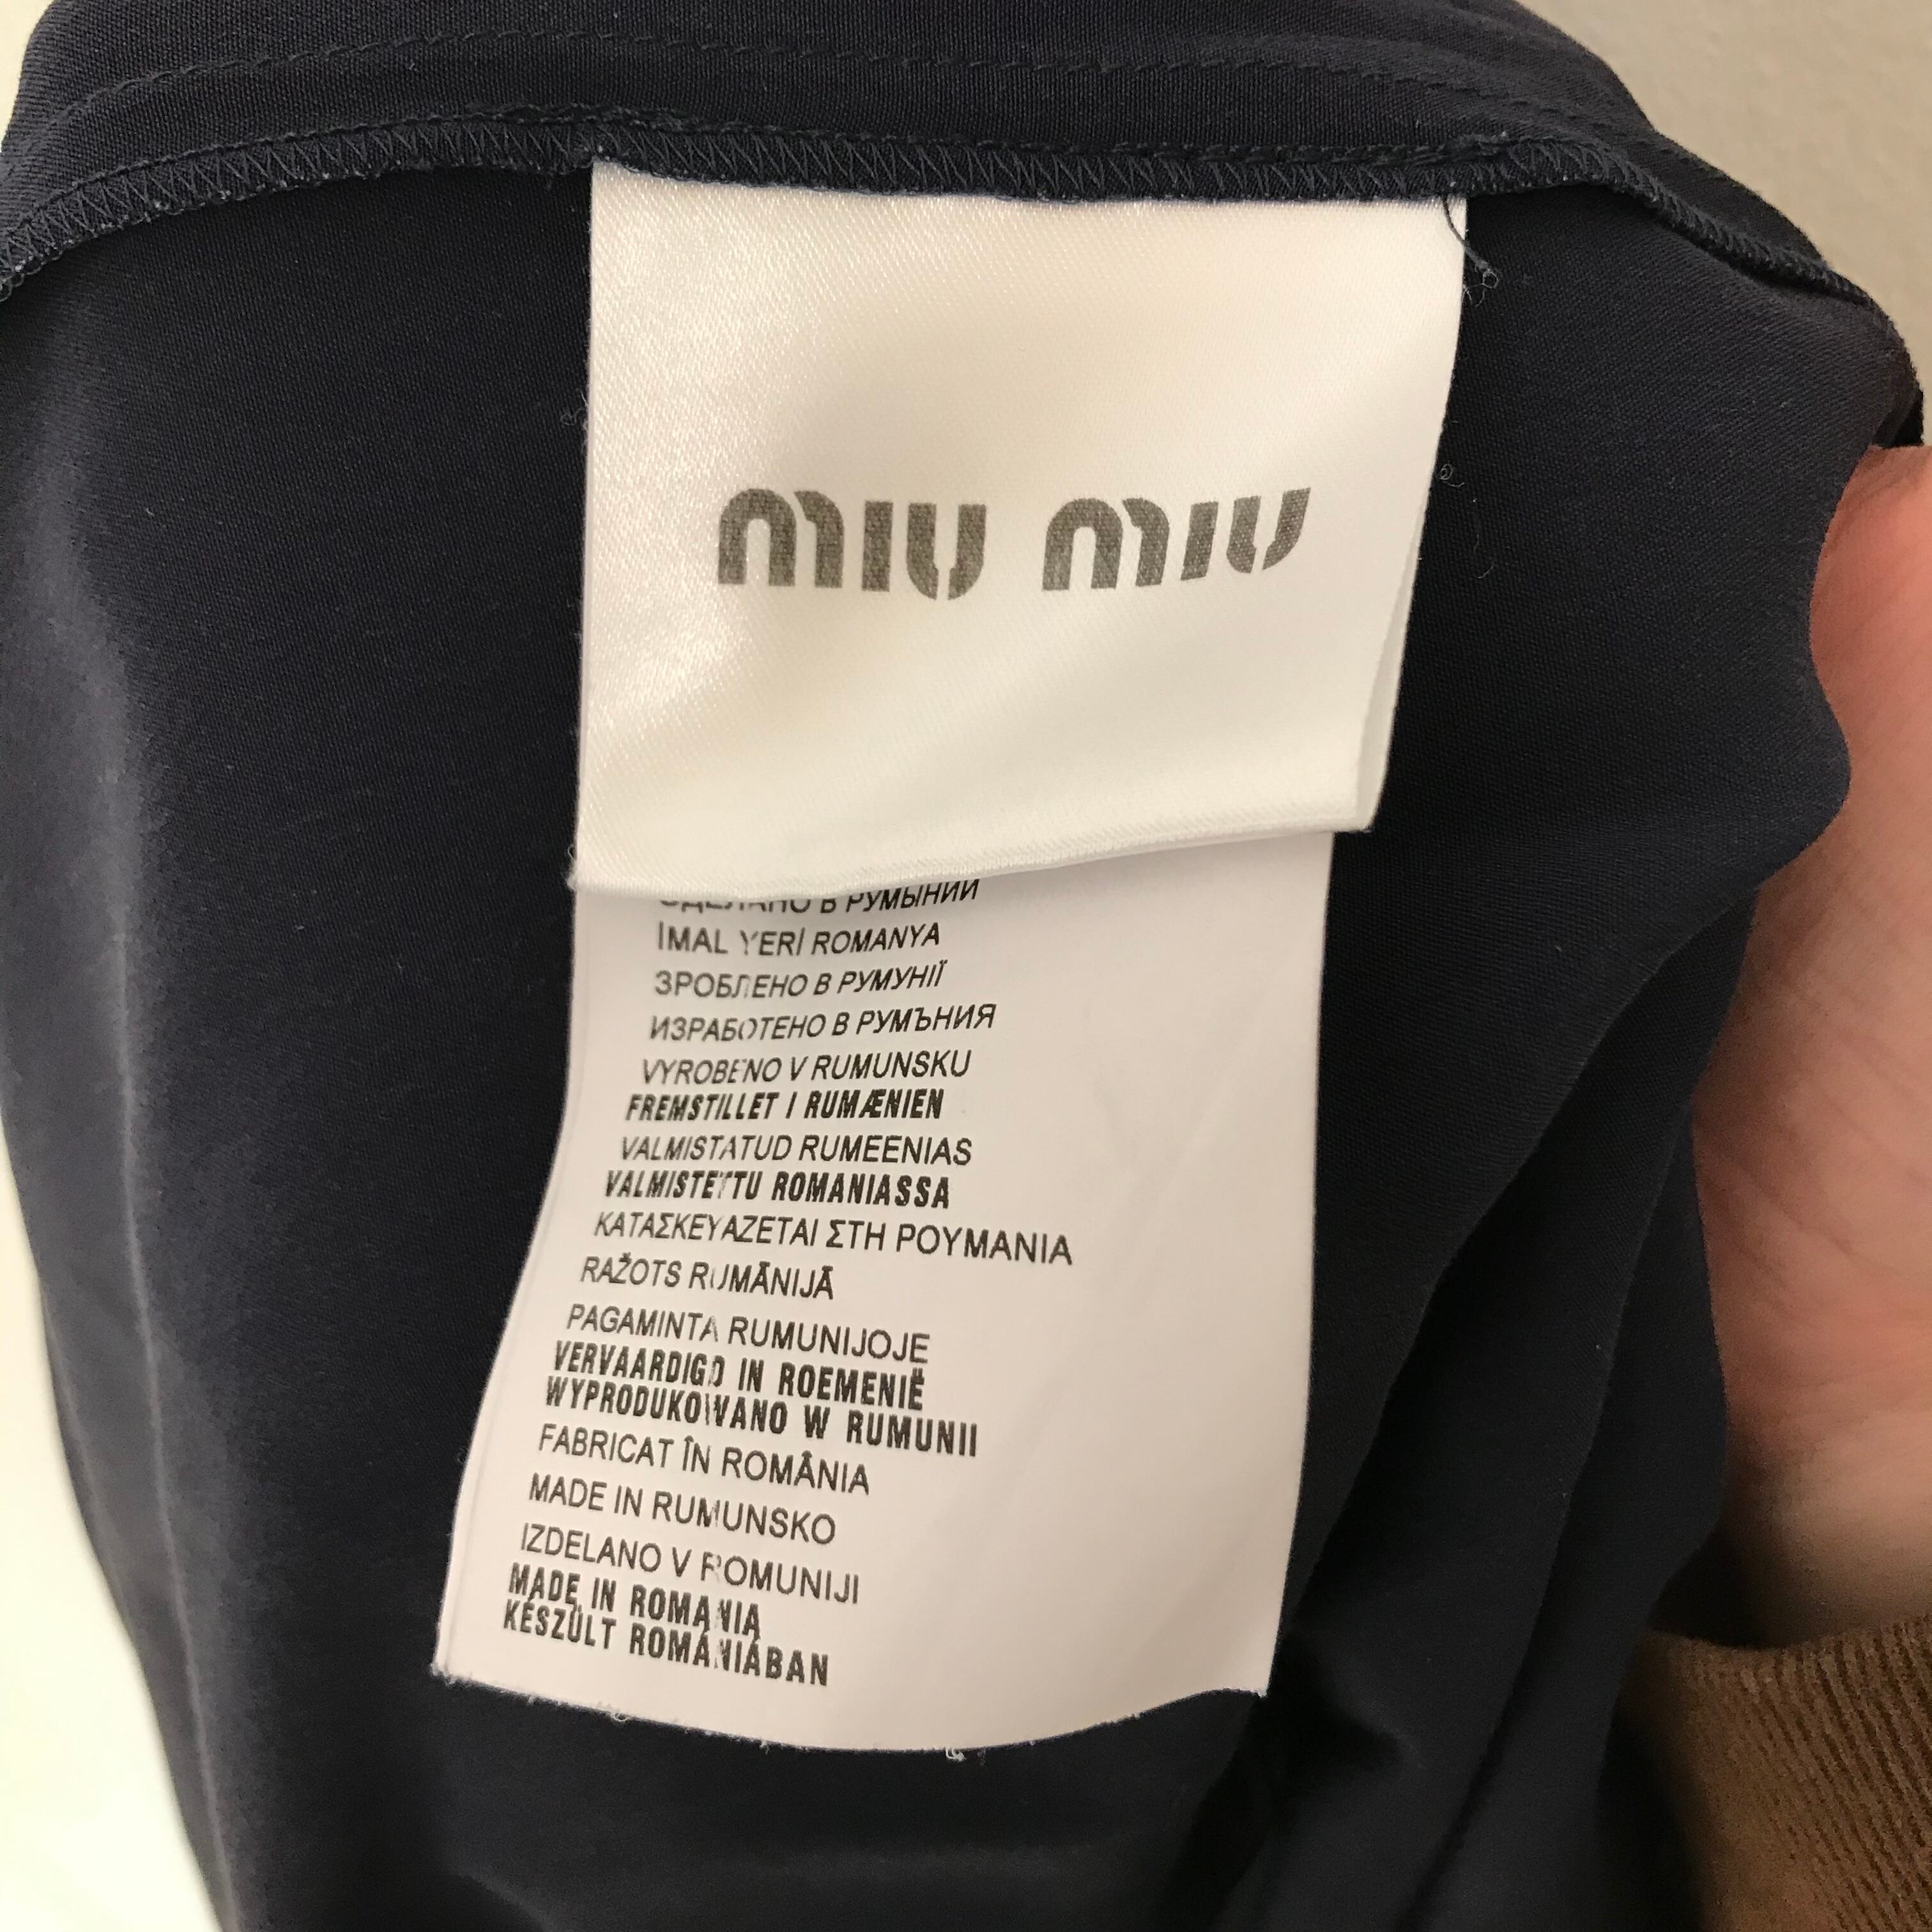 miu miu
СДЕЛАНО В РУМЫНИИ
İMAL YERİ ROMANYA
ЗРОБЛЕНО В РУМУНІЇ
ИЗРАБОТЕНО В РУМЪНИЯ
VYROBENO V RUMUNSKU
FREMSTILLET I RUMÆNIEN
VALMISTATUD RUMEENIAS
VALMISTETTU ROMANIASSA
ΚΑΤΑΣΚΕΥΑΖΕΤΑΙ ΣΤΗ ΡΟΥΜΑΝΙΑ
RAŽOTS RUMĀNIJĀ
PAGAMINTA RUMUNIJOJE
VERVAARDIGD IN ROEMENIË
WYPRODUKOWANO W RUMUNII
FABRICAT ÎN ROMÂNIA
MADE IN RUMUNSKO
IZDELANO V ROMUNIJI
MADE IN ROMANIA
KÉSZÜLT ROMÁNIÁBAN